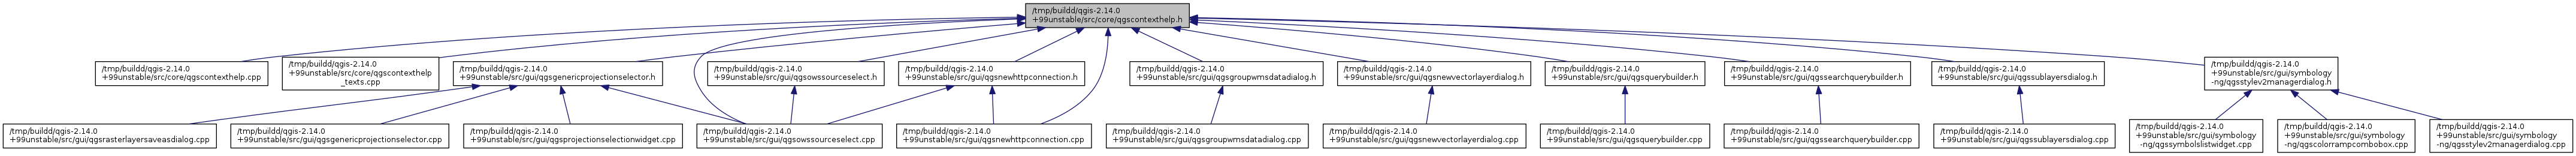 /tmp/buildd/qgis-2.14.0
+99unstable/src/core/qgscontexthelp.h
/tmp/buildd/qgis-2.14.0
+99unstable/src/core/qgscontexthelp.cpp
/tmp/buildd/qgis-2.14.0
+99unstable/src/core/qgscontexthelp
_texts.cpp
/tmp/buildd/qgis-2.14.0
+99unstable/src/gui/qgsgenericprojectionselector.h
/tmp/buildd/qgis-2.14.0
+99unstable/src/gui/qgsowssourceselect.h
/tmp/buildd/qgis-2.14.0
+99unstable/src/gui/qgsnewhttpconnection.h
/tmp/buildd/qgis-2.14.0
+99unstable/src/gui/qgsgroupwmsdatadialog.h
/tmp/buildd/qgis-2.14.0
+99unstable/src/gui/qgsnewvectorlayerdialog.h
/tmp/buildd/qgis-2.14.0
+99unstable/src/gui/qgsquerybuilder.h
/tmp/buildd/qgis-2.14.0
+99unstable/src/gui/qgssearchquerybuilder.h
/tmp/buildd/qgis-2.14.0
+99unstable/src/gui/qgssublayersdialog.h
/tmp/buildd/qgis-2.14.0
+99unstable/src/gui/symbology
-ng/qgsstylev2managerdialog.h
/tmp/buildd/qgis-2.14.0
+99unstable/src/gui/qgsrasterlayersaveasdialog.cpp
/tmp/buildd/qgis-2.14.0
+99unstable/src/gui/qgsgenericprojectionselector.cpp
/tmp/buildd/qgis-2.14.0
+99unstable/src/gui/qgsprojectionselectionwidget.cpp
/tmp/buildd/qgis-2.14.0
+99unstable/src/gui/qgsowssourceselect.cpp
/tmp/buildd/qgis-2.14.0
+99unstable/src/gui/qgsnewhttpconnection.cpp
/tmp/buildd/qgis-2.14.0
+99unstable/src/gui/qgsgroupwmsdatadialog.cpp
/tmp/buildd/qgis-2.14.0
+99unstable/src/gui/qgsnewvectorlayerdialog.cpp
/tmp/buildd/qgis-2.14.0
+99unstable/src/gui/qgsquerybuilder.cpp
/tmp/buildd/qgis-2.14.0
+99unstable/src/gui/qgssearchquerybuilder.cpp
/tmp/buildd/qgis-2.14.0
+99unstable/src/gui/qgssublayersdialog.cpp
/tmp/buildd/qgis-2.14.0
+99unstable/src/gui/symbology
-ng/qgssymbolslistwidget.cpp
/tmp/buildd/qgis-2.14.0
+99unstable/src/gui/symbology
-ng/qgscolorrampcombobox.cpp
/tmp/buildd/qgis-2.14.0
+99unstable/src/gui/symbology
-ng/qgsstylev2managerdialog.cpp